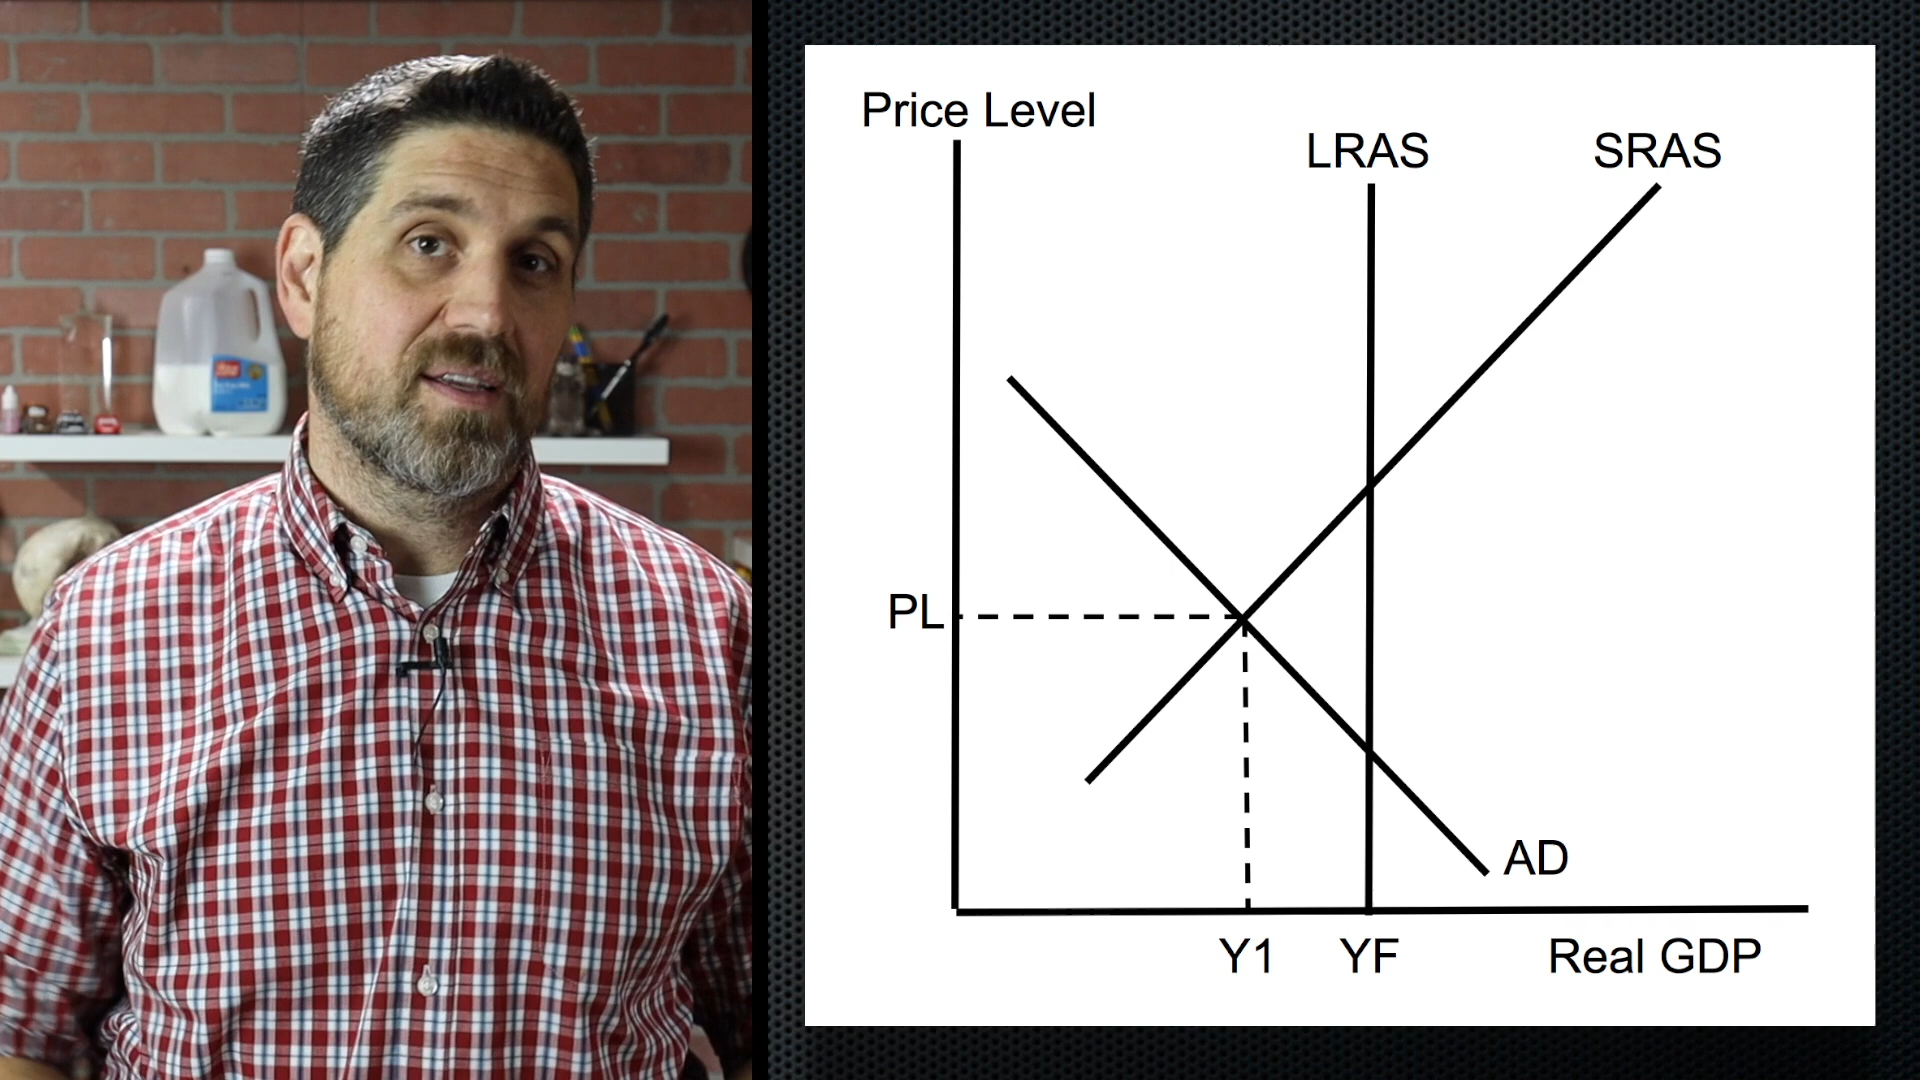 Price Level
LRAS
SRAS
PL
AD
Y1
YF
Real GDP